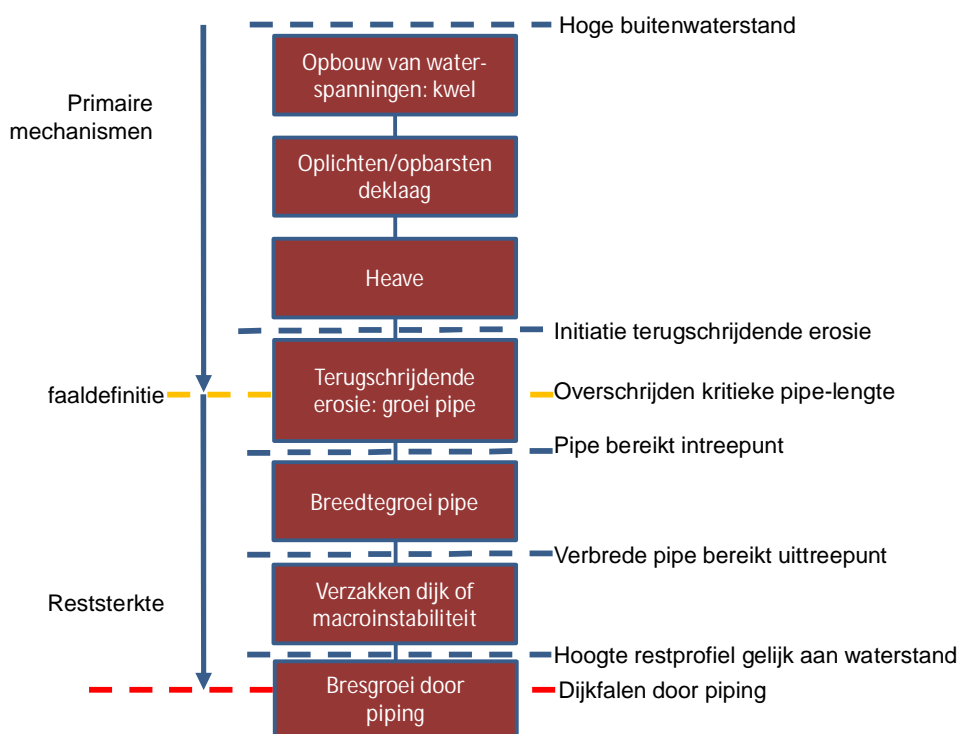 Hoge buitenwaterstand
Opbouw van water-
spanningen: kwel
Primaire
mechanismen
Oplichten/opbarsten
deklaag
Heave
Initiatie terugschrijdende erosie
Terugschrijdende
erosie: groei pipe
faaldefinitie
Overschrijden kritieke pipe-lengte
Pipe bereikt intreepunt
Breedtegroei pipe
Verbrede pipe bereikt uittreepunt
Verzakken dijk of
macroinstabiliteit
Reststerkte
Hoogte restprofiel gelijk aan waterstand
Bresgroei door
piping
Dijkfalen door piping